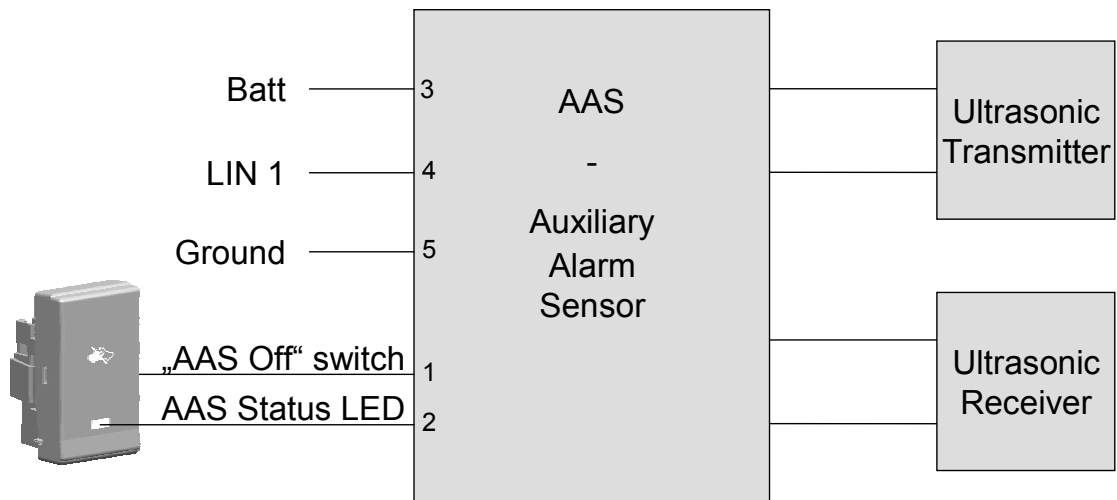 Batt
3
LIN 1
4
Ground
5
„AAS Off“ switch
1
AAS Status LED
2
AAS
-
Auxiliary
Alarm
Sensor
Ultrasonic
Transmitter
Ultrasonic
Receiver